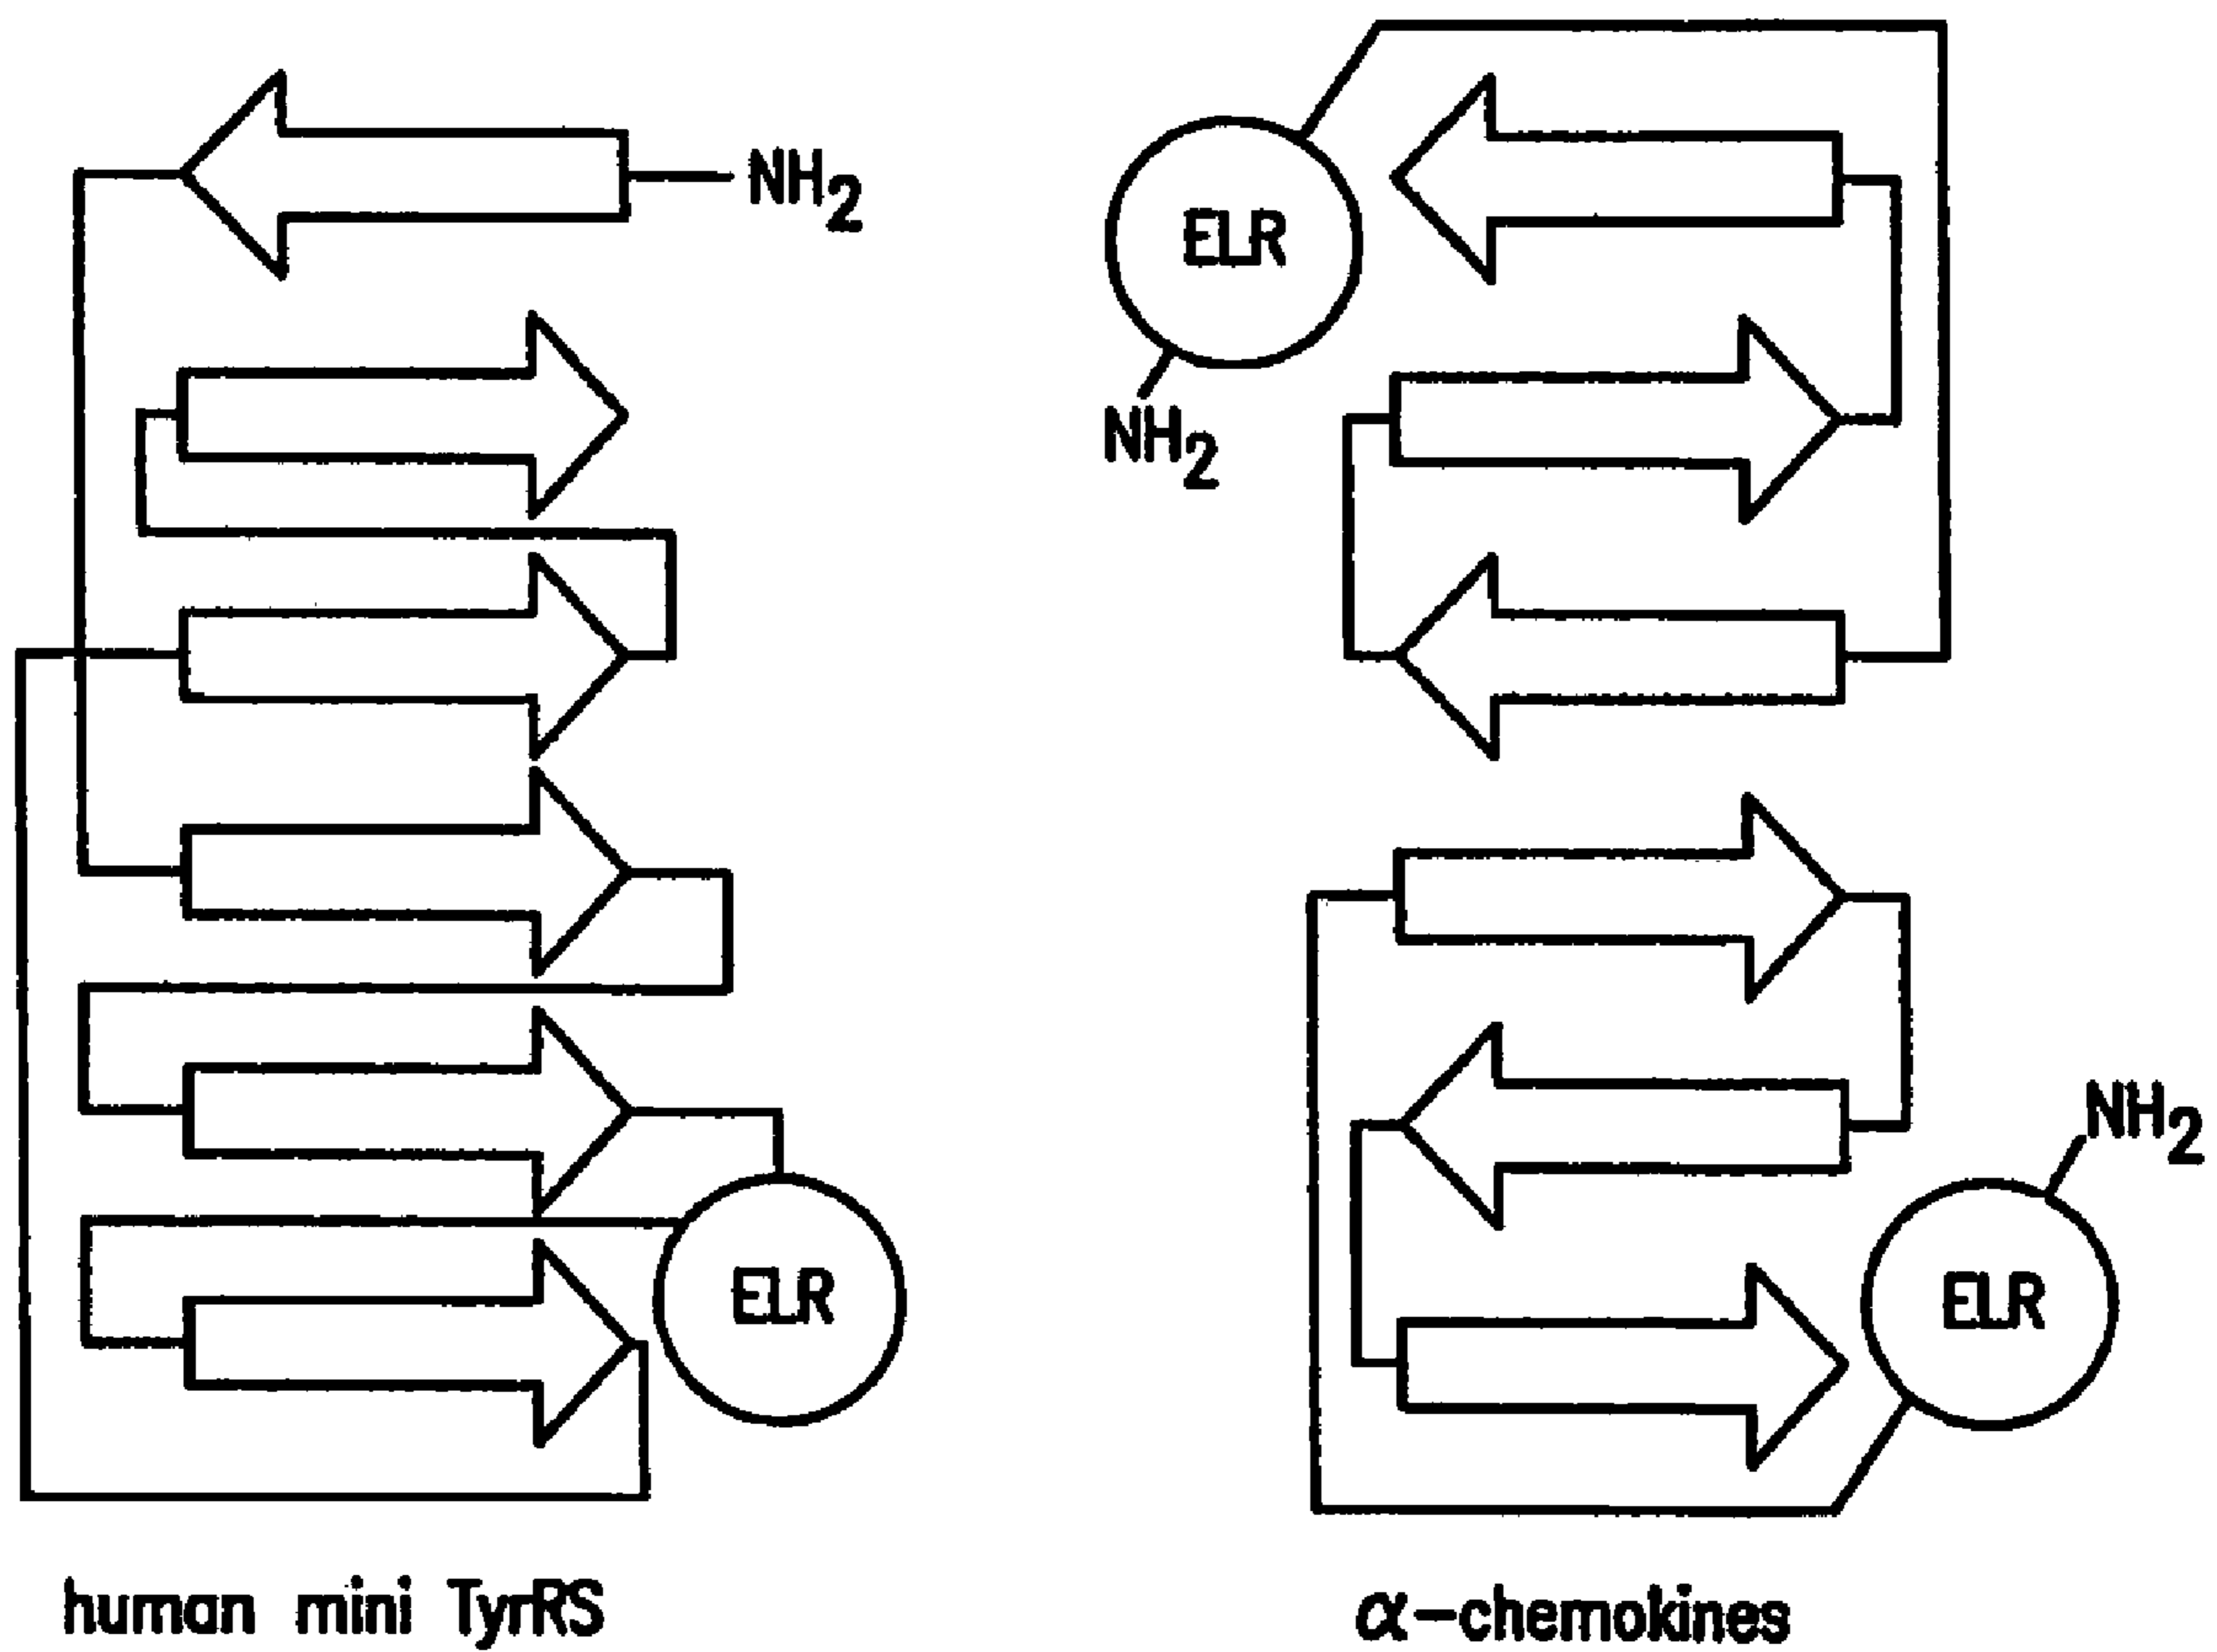 NH2
ELR
NH2
NH2
ELR
ELR
human mini TyrRS
α-chemokines